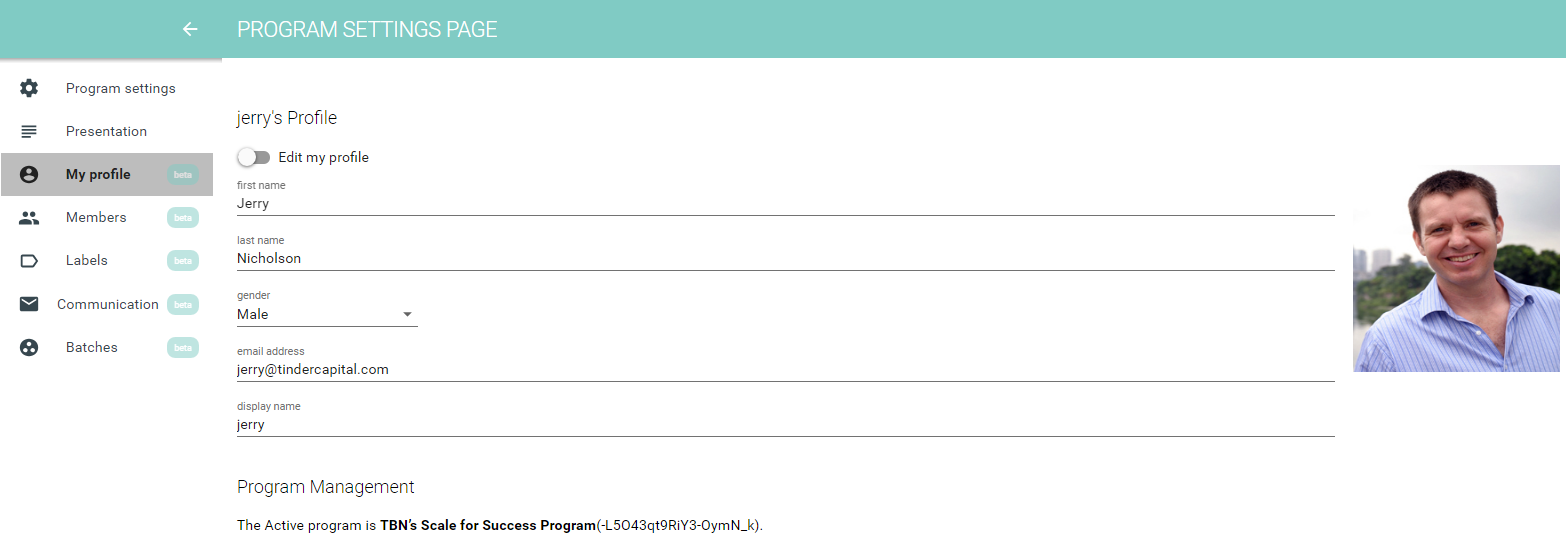 PROGRAM SETTINGS PAGE
Program settings
Presentation
My profile beta
Members beta
Labels beta
Communication beta
Batches beta
jerry's Profile
Edit my profile
first name
Jerry
last name
Nicholson
gender
Male
email address
jerry@tindercapital.com
display name
jerry
Program Management
The Active program is TBN's Scale for Success Program(-L5O43qt9RiY3-OymN_k).